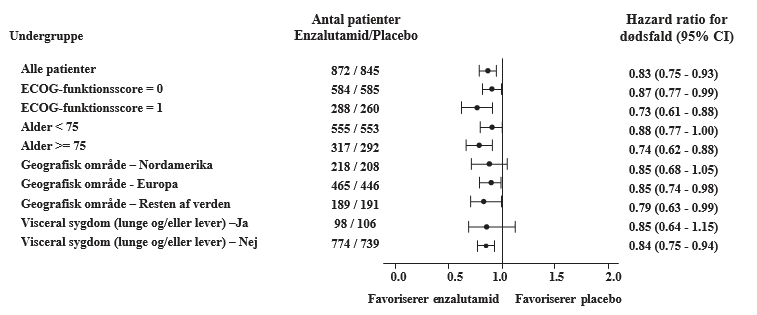 Antal patienter
Hazard ratio for
Undergruppe Enzalutamid/Placebo dødsfald (95% CI)
Alle patienter 872 / 845 0.83 (0.75 - 0.93)
ECOG-funktionsscore = 0 584 / 585 0.87 (0.77 - 0.99)
ECOG-funktionsscore = 1 288 / 260 0.73 (0.61 - 0.88)
Alder < 75 555 / 553 0.88 (0.77 - 1.00)
Alder >= 75 317 / 292 0.74 (0.62 - 0.88)
Geografisk område – Nordamerika 218 / 208 0.85 (0.68 - 1.05)
Geografisk område - Europa 465 / 446 0.85 (0.74 - 0.98)
Geografisk område – Resten af verden 189 / 191 0.79 (0.63 - 0.99)
Visceral sygdom (lunge og/eller lever) –Ja 98 / 106 0.85 (0.64 - 1.15)
Visceral sygdom (lunge og/eller lever) – Nej 774 / 739 0.84 (0.75 - 0.94)
0.0 0.5 1.0 2.0
Favoriserer enzalutamid Favoriserer placebo